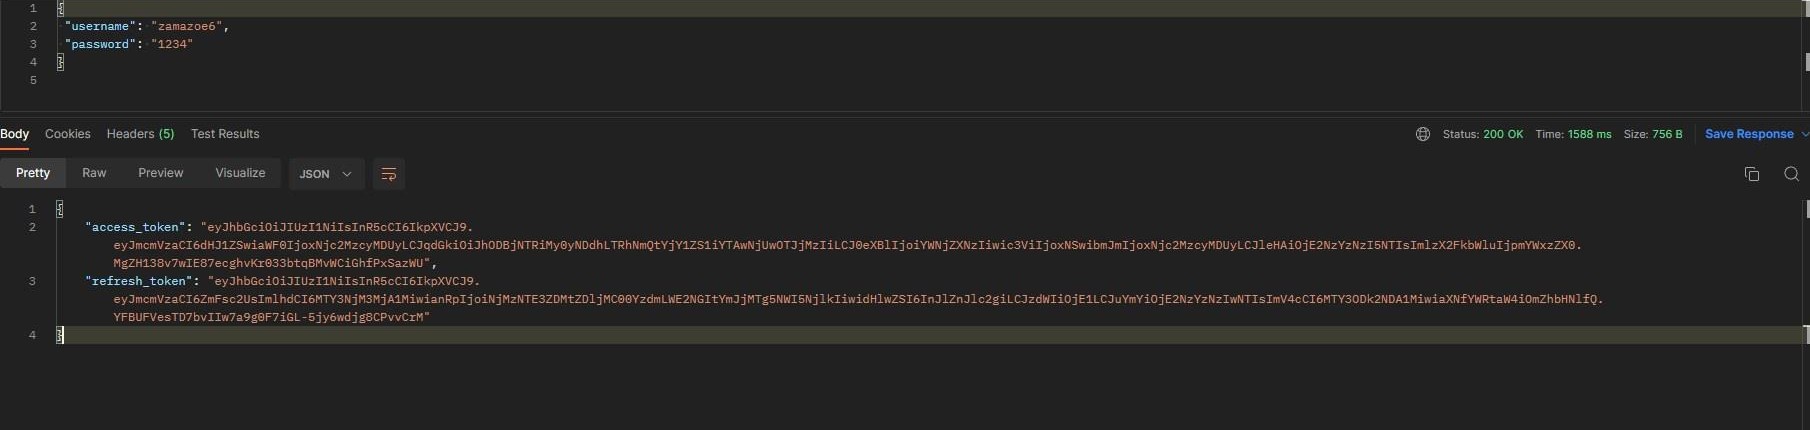 1 {
2 "username": "zamazoe6",
3 "password": "1234"
4 }
5
Body Cookies Headers (5) Test Results Status: 200 OK Time: 1588 ms Size: 756 B Save Response
Pretty Raw Preview Visualize JSON
1 {
2 "access_token": "eyJhbGciOiJIUzI1NiIsInR5cCI6IkpXVCJ9.
eyJmcmVzaCI6dHJ1ZSwiaWF0IjoxNjc2MzcyMDUyLCJqdGkiOiJhODBjNTRiMy0yNDdhLTRhNmQtYjY1ZS1iYTAwNjUwOTJjMzIiLCJ0eXBlIjoiYWNjZXNzIiwic3ViIjoxNSwibmJmIjoxNjc2MzcyMDUyLCJleHAiOjE2NzYzNzI5NTIsImlzX2FkbWluIjpmYWxzZX0.
MgZH138v7wIE87ecghvKr033btqBMvWCiGhfPxSazWU",
3 "refresh_token": "eyJhbGciOiJIUzI1NiIsInR5cCI6IkpXVCJ9.
eyJmcmVzaCI6ZmFsc2UsImlhdCI6MTY3NjM3MjA1MiwianRpIjoiNjMzNTE3ZDMtZDljMC00YzdmLWE2NGItYmJjMTg5NWI5NjlkIiwidHlwZSI6InJlZnJlc2giLCJzdWIiOjE1LCJuYmYiOjE2NzYzNzIwNTIsImV4cCI6MTY3ODk2NDA1MiwiaXNfYWRtaW4iOmZhbHNlfQ.
YFBUFVesTD7bvIIw7a9g0F7iGL-5jy6wdjg8CPvvCrM"
4 }